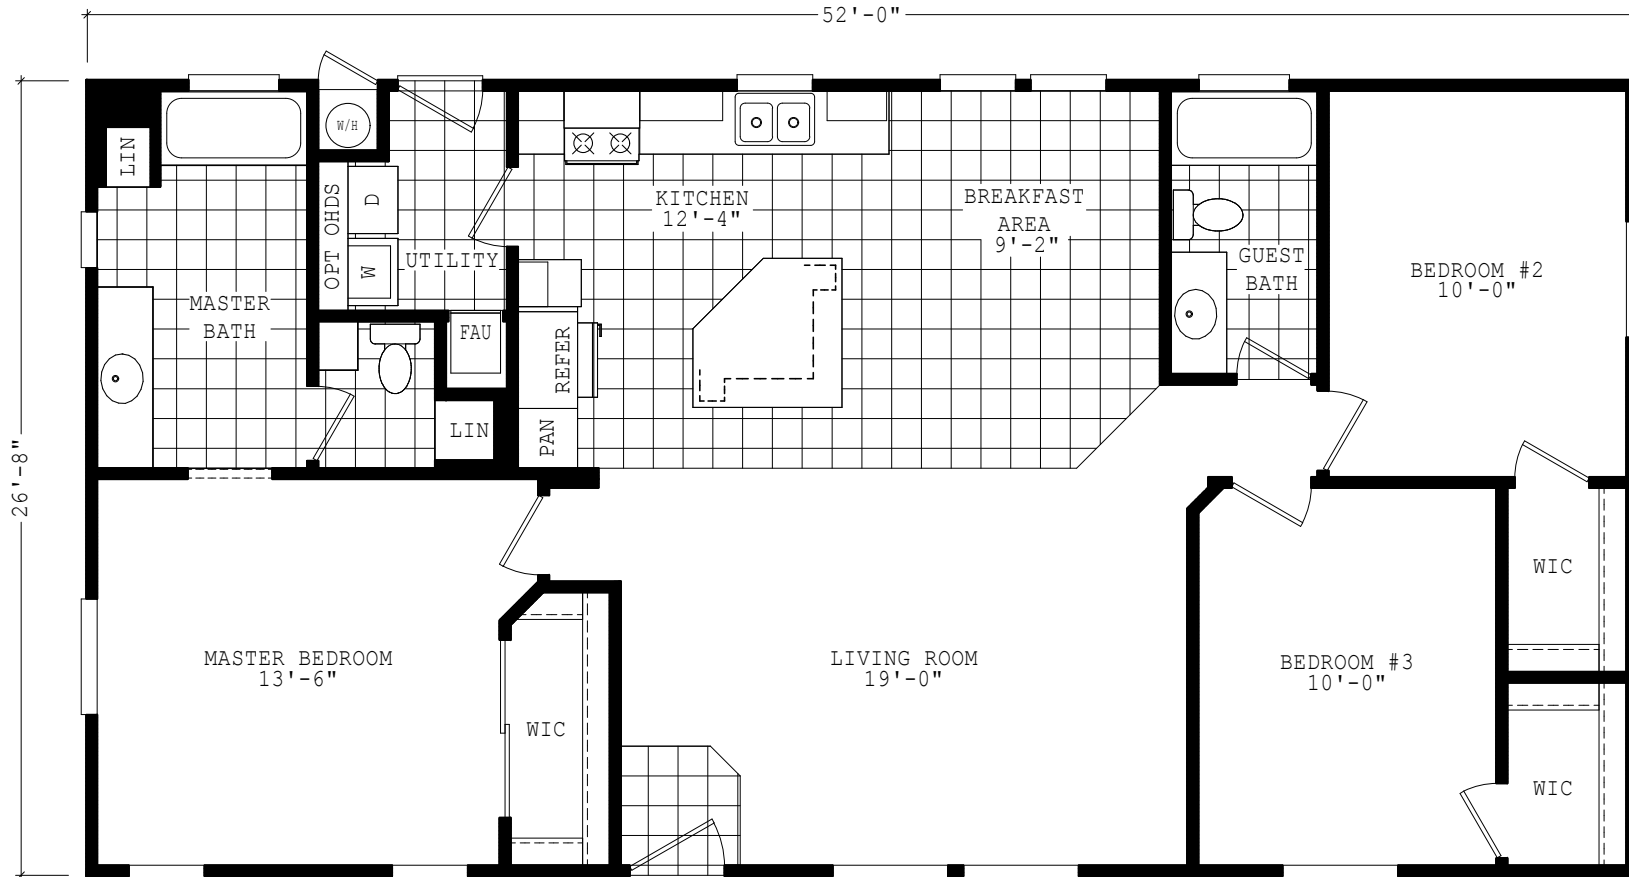 52'-0"
26'-8"
LIN
W/H
OPT OHDS
D
W
UTILITY
KITCHEN
12'-4"
BREAKFAST
AREA
9'-2"
GUEST
BATH
BEDROOM #2
10'-0"
MASTER
BATH
FAU
REFER
LIN
PAN
WIC
MASTER BEDROOM
13'-6"
LIVING ROOM
19'-0"
BEDROOM #3
10'-0"
WIC
WIC